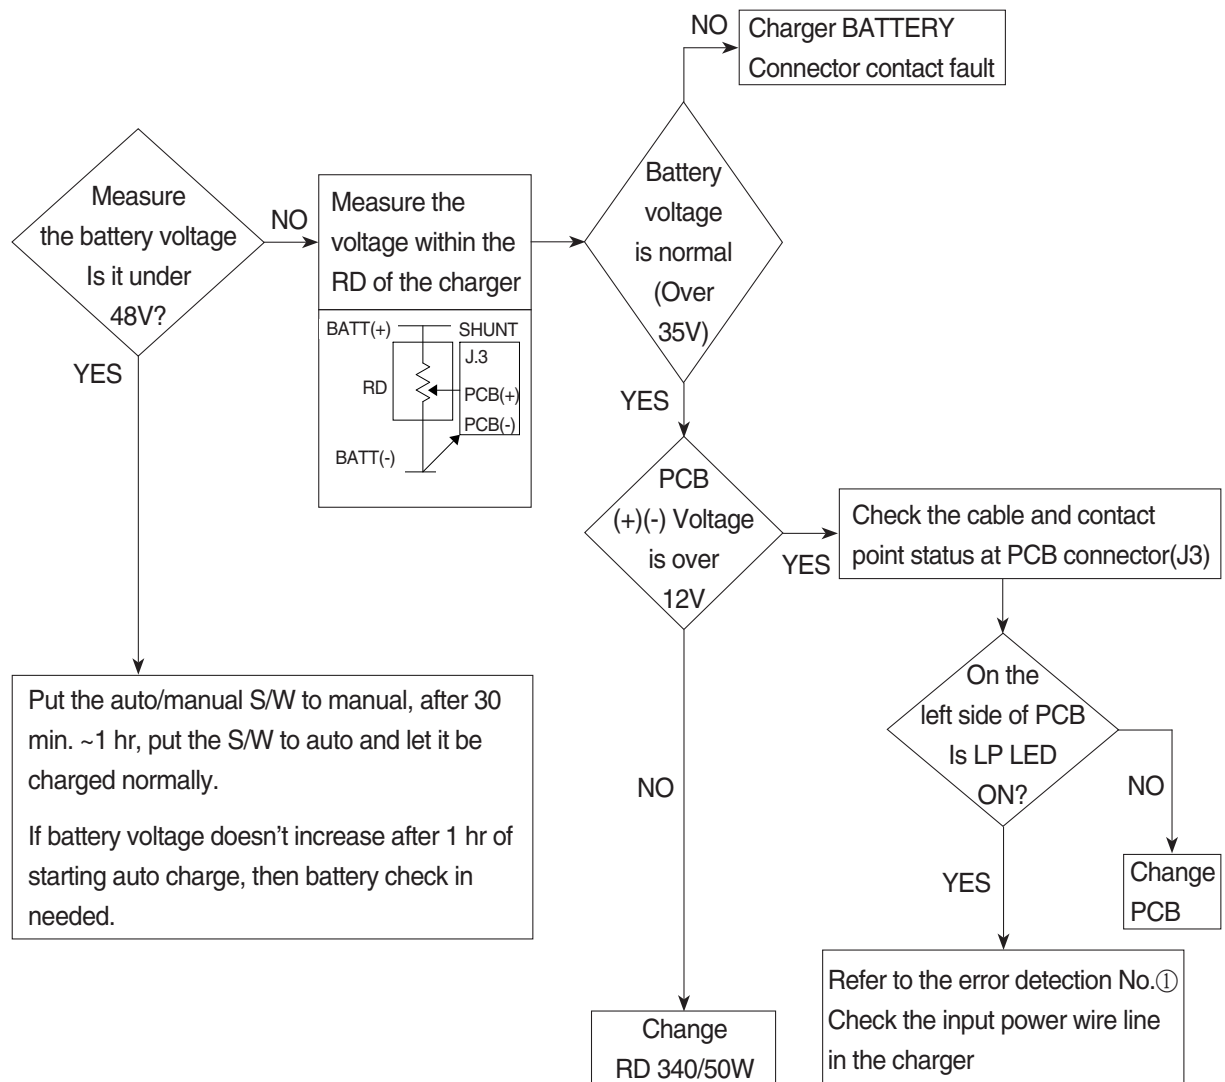 NO
Charger BATTERY
Connector contact fault
Measure
the battery voltage
Is it under
48V?
NO
YES
Measure the
voltage within the
RD of the charger
BATT(+)
SHUNT
J.3
RD
PCB(+)
PCB(-)
BATT(-)
Battery
voltage
is normal
(Over
35V)
YES
PCB
(+)(-) Voltage
is over
12V
YES
Check the cable and contact
point status at PCB connector(J3)
On the
left side of PCB
Is LP LED
ON?
NO
Change
PCB
YES
Refer to the error detection No.①
Check the input power wire line
in the charger
NO
Change
RD 340/50W
Put the auto/manual S/W to manual, after 30
min. ~1 hr, put the S/W to auto and let it be
charged normally.
If battery voltage doesn't increase after 1 hr of
starting auto charge, then battery check in
needed.